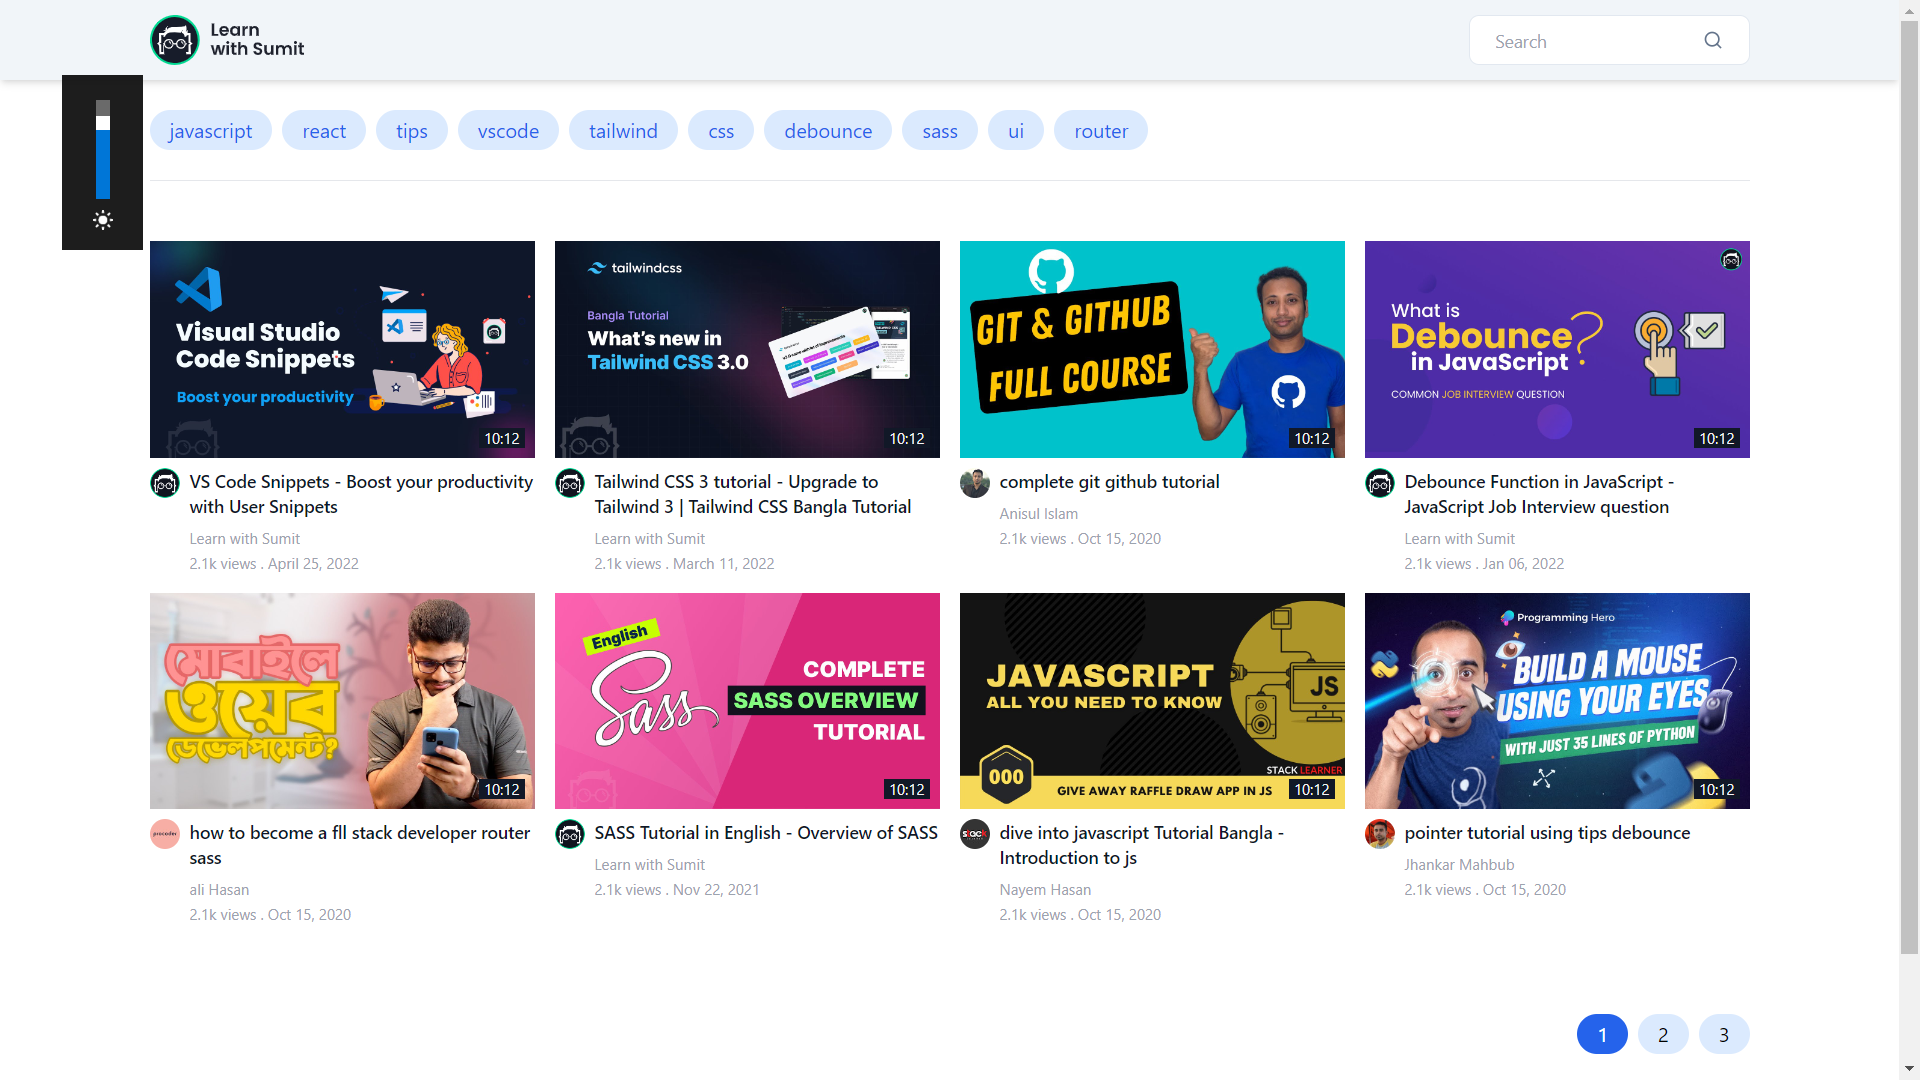 Learn
with Sumit
Search
javascript
react
tips
vscode
tailwind
css
debounce
sass
ui
router
Visual Studio
Code Snippets
Boost your productivity
10:12
tailwindcss
Bangla Tutorial
What's new in
Tailwind CSS 3.0
10:12
GIT & GITHUB
FULL COURSE
10:12
What is
Debounce?
in JavaScript
COMMON JOB INTERVIEW QUESTION
10:12
VS Code Snippets - Boost your productivity
with User Snippets
Learn with Sumit
2.1k views . April 25, 2022
Tailwind CSS 3 tutorial - Upgrade to
Tailwind 3 | Tailwind CSS Bangla Tutorial
Learn with Sumit
2.1k views . March 11, 2022
complete git github tutorial
Anisul Islam
2.1k views . Oct 15, 2020
Debounce Function in JavaScript -
JavaScript Job Interview question
Learn with Sumit
2.1k views . Jan 06, 2022
মোবাইলে
ওয়েব
ডেভেলপমেন্ট?
10:12
English
Sass
COMPLETE
SASS OVERVIEW
TUTORIAL
10:12
JAVASCRIPT
ALL YOU NEED TO KNOW
JS
000
STACK LEARNER
GIVE AWAY RAFFLE DRAW APP IN JS
10:12
Programming Hero
BUILD A MOUSE
USING YOUR EYES
WITH JUST 35 LINES OF PYTHON
10:12
procoder
how to become a fll stack developer router
sass
ali Hasan
2.1k views . Oct 15, 2020
SASS Tutorial in English - Overview of SASS
Learn with Sumit
2.1k views . Nov 22, 2021
stack
dive into javascript Tutorial Bangla -
Introduction to js
Nayem Hasan
2.1k views . Oct 15, 2020
pointer tutorial using tips debounce
Jhankar Mahbub
2.1k views . Oct 15, 2020
1
2
3